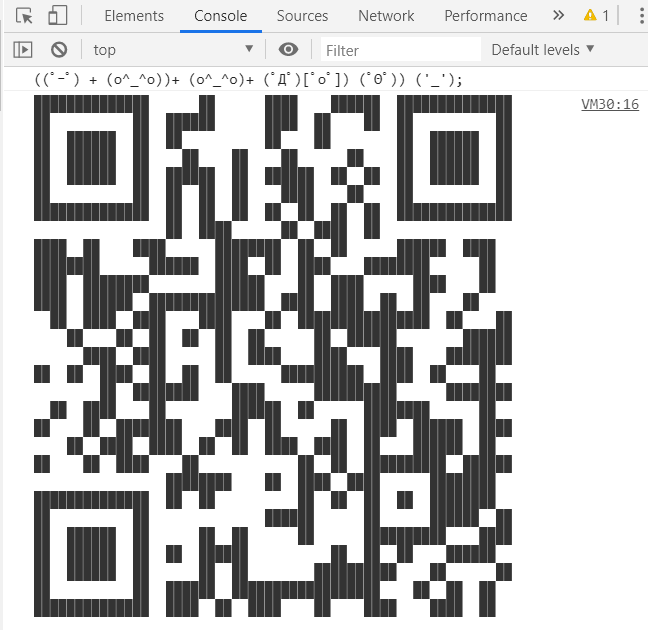 Elements Console Sources Network Performance » 1
top Filter Default levels
((ﾟｰﾟ) + (o^_^o))+ (o^_^o)+ (ﾟДﾟ)[ﾟoﾟ]) (ﾟΘﾟ)) ('_');
VM30:16